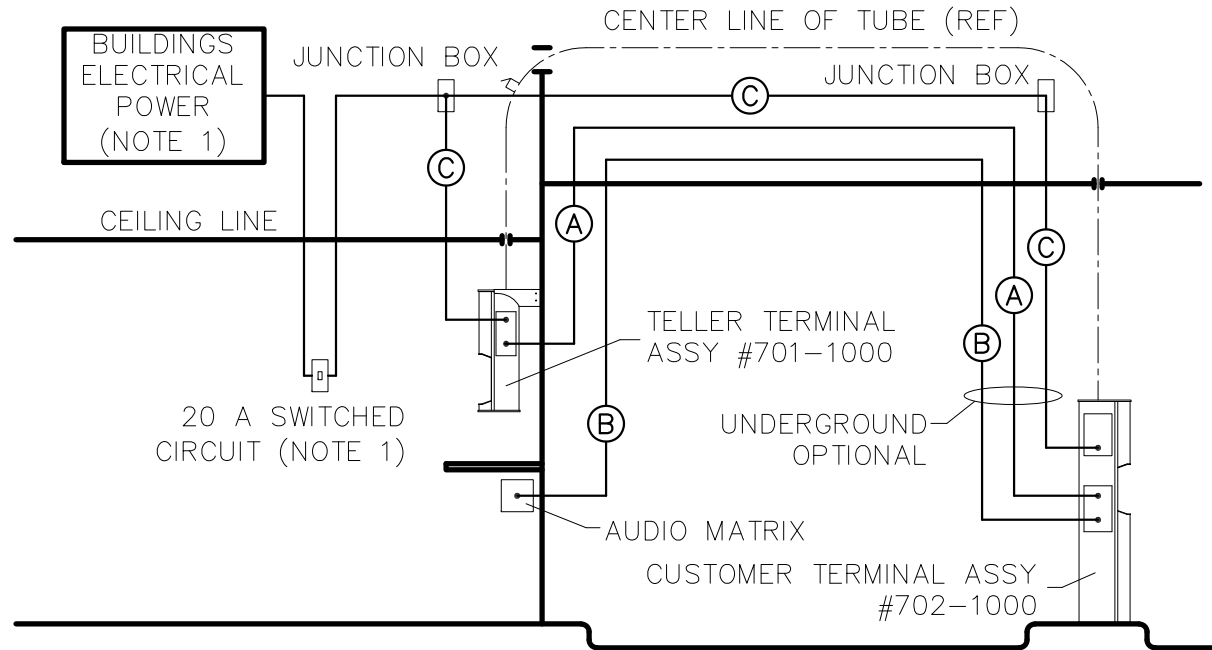 CENTER LINE OF TUBE (REF)
BUILDINGS
ELECTRICAL
POWER
(NOTE 1)
JUNCTION BOX
JUNCTION BOX
C
C
A
CEILING LINE
C
A
TELLER TERMINAL
ASSY #701-1000
B
20 A SWITCHED
CIRCUIT (NOTE 1)
B
UNDERGROUND
OPTIONAL
AUDIO MATRIX
CUSTOMER TERMINAL ASSY
#702-1000